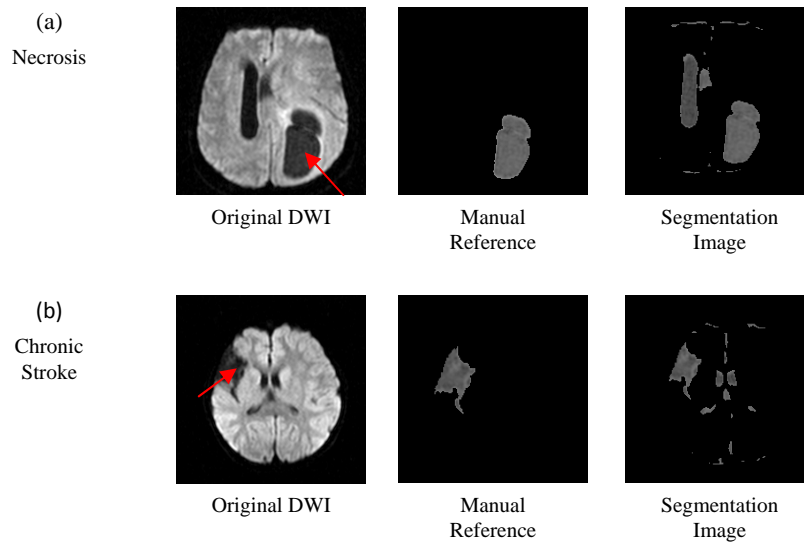 (a)
Necrosis
Original DWI
Manual
Reference
Segmentation
Image
(b)
Chronic
Stroke
Original DWI
Manual
Reference
Segmentation
Image